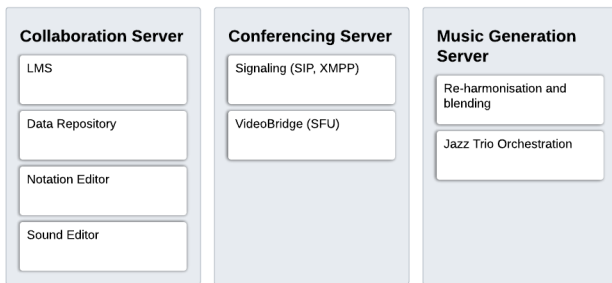 Collaboration Server
LMS
Data Repository
Notation Editor
Sound Editor
Conferencing Server
Signaling (SIP, XMPP)
VideoBridge (SFU)
Music Generation
Server
Re-harmonisation and
blending
Jazz Trio Orchestration